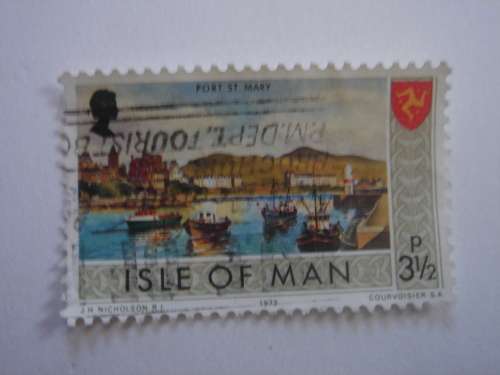 PORT ST. MARY
P.M.DEPT., TOURIST
P
3½
ISLE OF MAN
J.H. NICHOLSON R.I. 1973 COURVOISIER S.A.